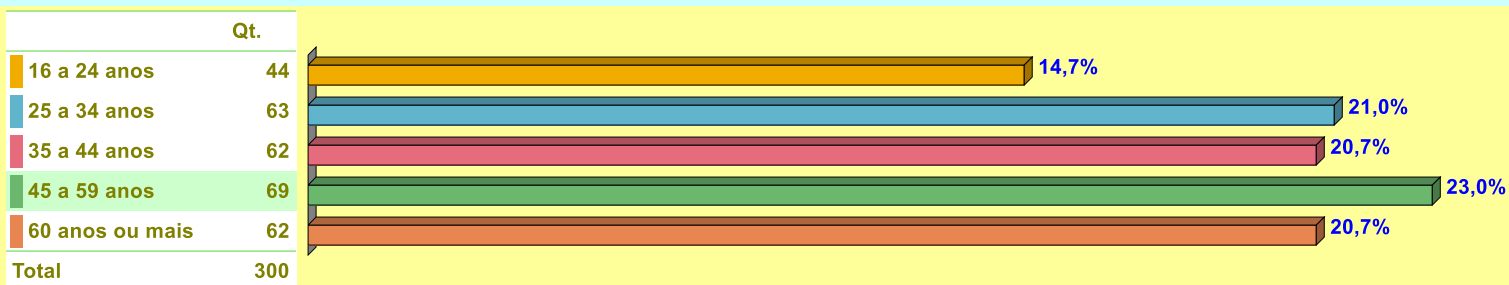 Qt.
16 a 24 anos 44 14,7%
25 a 34 anos 63 21,0%
35 a 44 anos 62 20,7%
45 a 59 anos 69 23,0%
60 anos ou mais 62 20,7%
Total 300